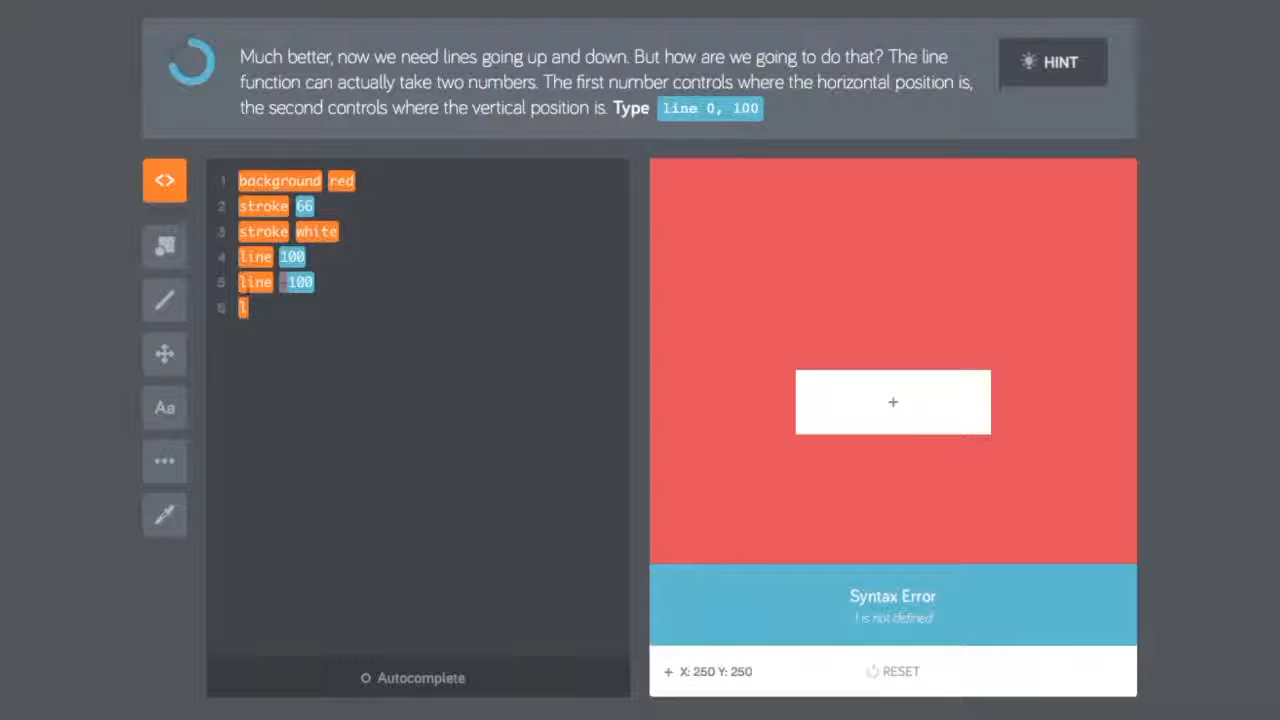 Much better, now we need lines going up and down. But how are we going to do that? The line
function can actually take two numbers. The first number controls where the horizontal position is,
the second controls where the vertical position is. Type line 0, 100
HINT
<>
1 background red
2 stroke 66
3 stroke white
4 line 100
5 line -100
6 l
Aa
Autocomplete
Syntax Error
l is not defined
+ X: 250 Y: 250
RESET